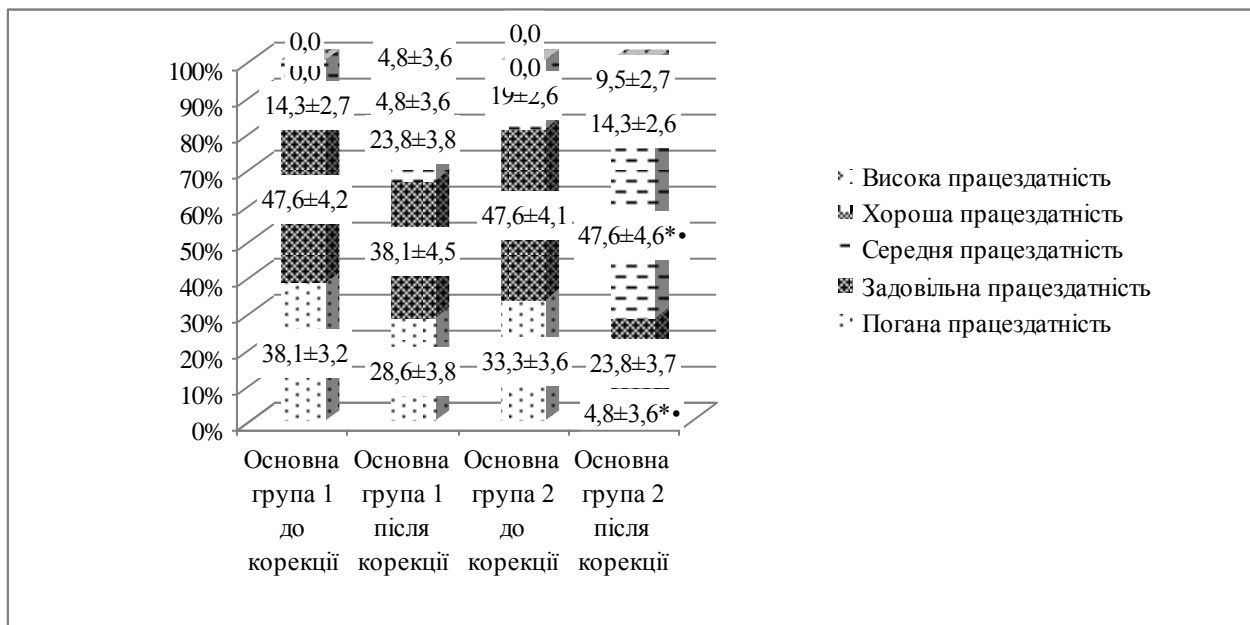 0,0
0,0
14,3±2,7
47,6±4,2
38,1±3,2
4,8±3,6
4,8±3,6
23,8±3,8
38,1±4,5
28,6±3,8
0,0
0,0
19±2,6
47,6±4,1
33,3±3,6
9,5±2,7
14,3±2,6
47,6±4,6*•
23,8±3,7
4,8±3,6*•
100%
90%
80%
70%
60%
50%
40%
30%
20%
10%
0%
Основна
група 1
до
корекції
Основна
група 1
після
корекції
Основна
група 2
до
корекції
Основна
група 2
після
корекції
Висока працездатність
Хороша працездатність
Середня працездатність
Задовільна працездатність
Погана працездатність